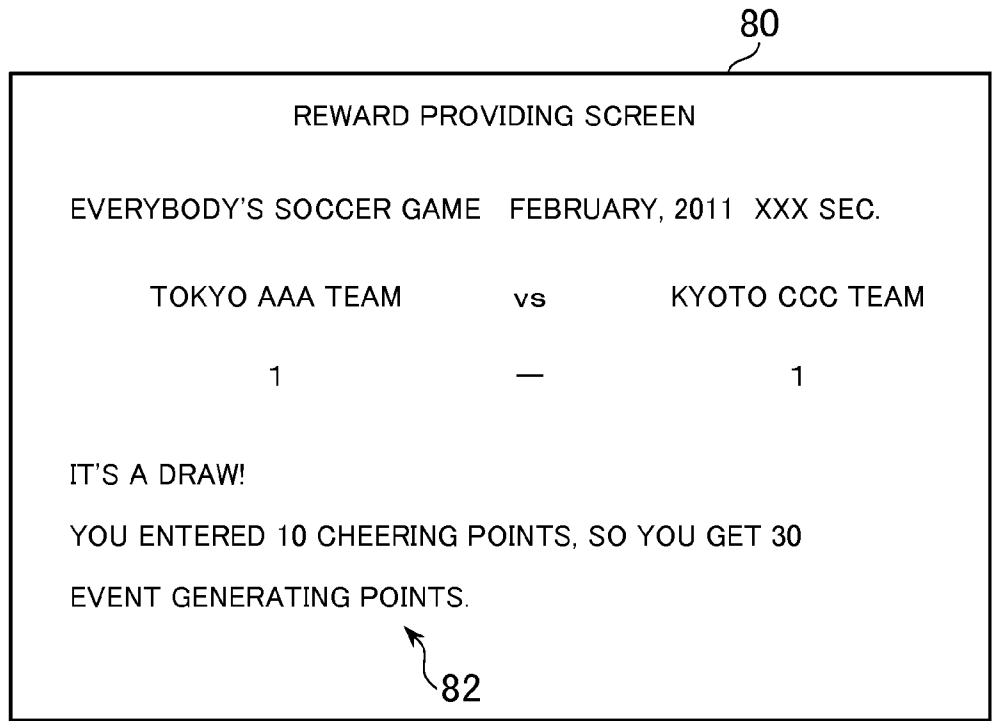 80
REWARD PROVIDING SCREEN
EVERYBODY'S SOCCER GAME FEBRUARY, 2011 XXX SEC.
TOKYO AAA TEAM vs KYOTO CCC TEAM
1 — 1
IT'S A DRAW!
YOU ENTERED 10 CHEERING POINTS, SO YOU GET 30
EVENT GENERATING POINTS.
82